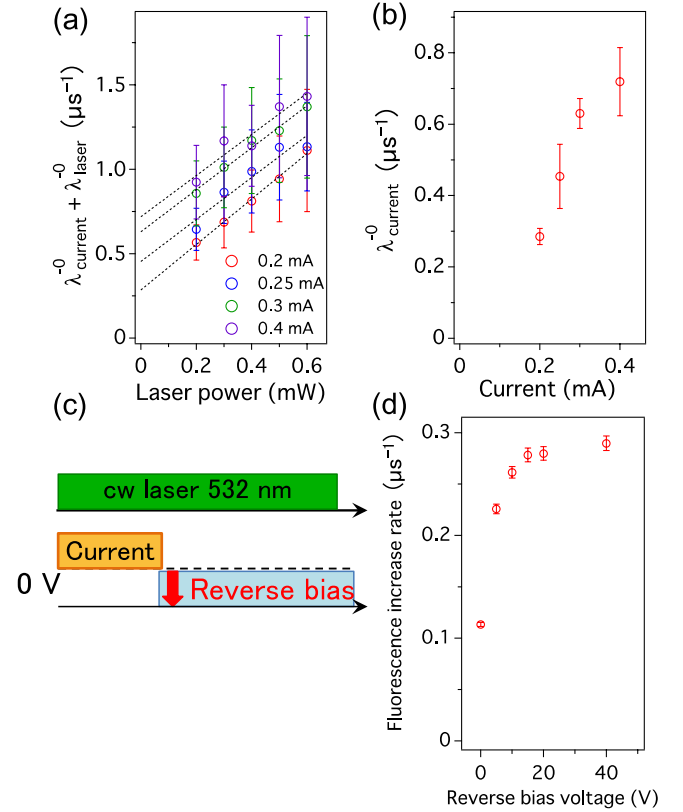 (a)
λ⁻⁰current + λ⁻⁰laser (μs⁻¹)
1.5
1.0
0.5
0
0.2 mA
0.25 mA
0.3 mA
0.4 mA
0 0.2 0.4 0.6
Laser power (mW)
(b)
λ⁻⁰current (μs⁻¹)
0.8
0.6
0.4
0.2
0
0 0.2 0.4
Current (mA)
(c)
cw laser 532 nm
Current
0 V
Reverse bias
(d)
Fluorescence increase rate (μs⁻¹)
0.3
0.2
0.1
0
0 20 40
Reverse bias voltage (V)